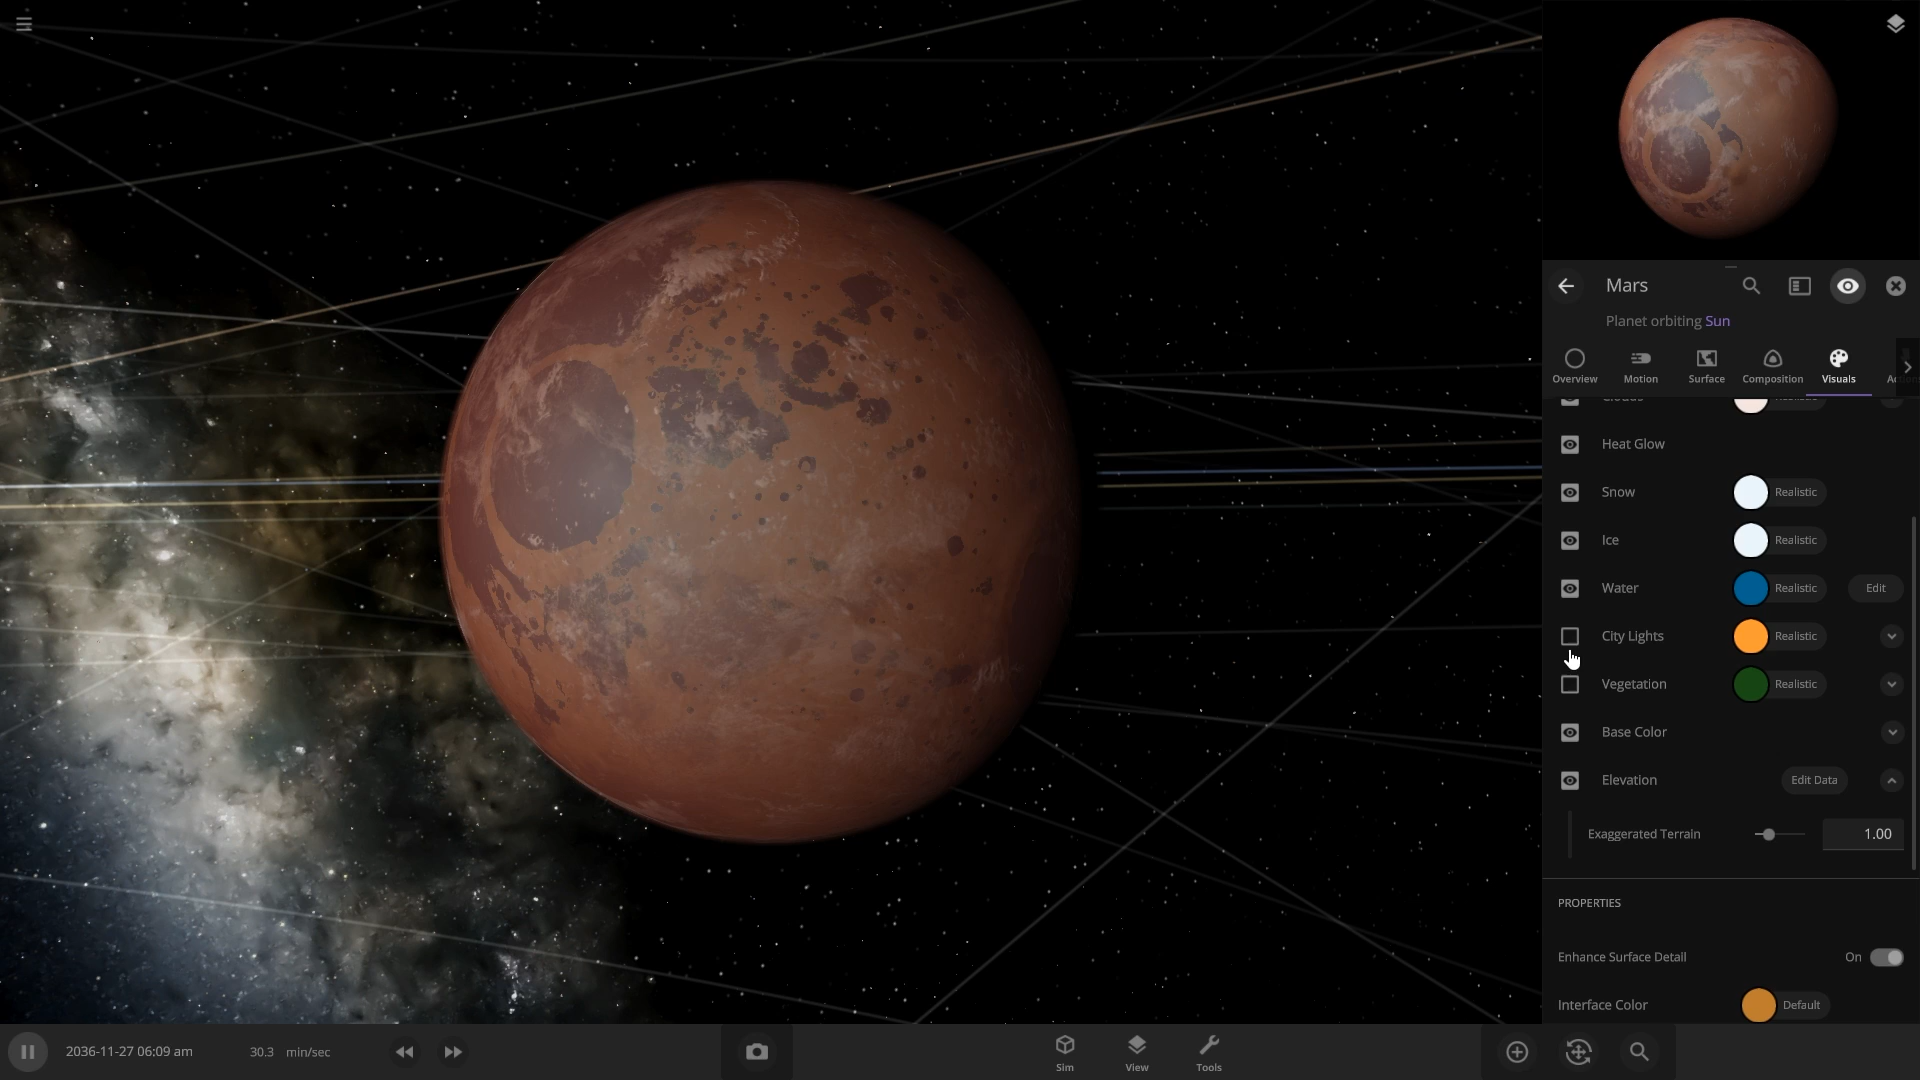 Mars
Planet orbiting Sun
Overview Motion Surface Composition Visuals
Heat Glow
Snow Realistic
Ice Realistic
Water Realistic Edit
City Lights Realistic
Vegetation Realistic
Base Color
Elevation Edit Data
Exaggerated Terrain 1.00
PROPERTIES
Enhance Surface Detail On
Interface Color Default
2036-11-27 06:09 am 30.3 min/sec
Sim View Tools